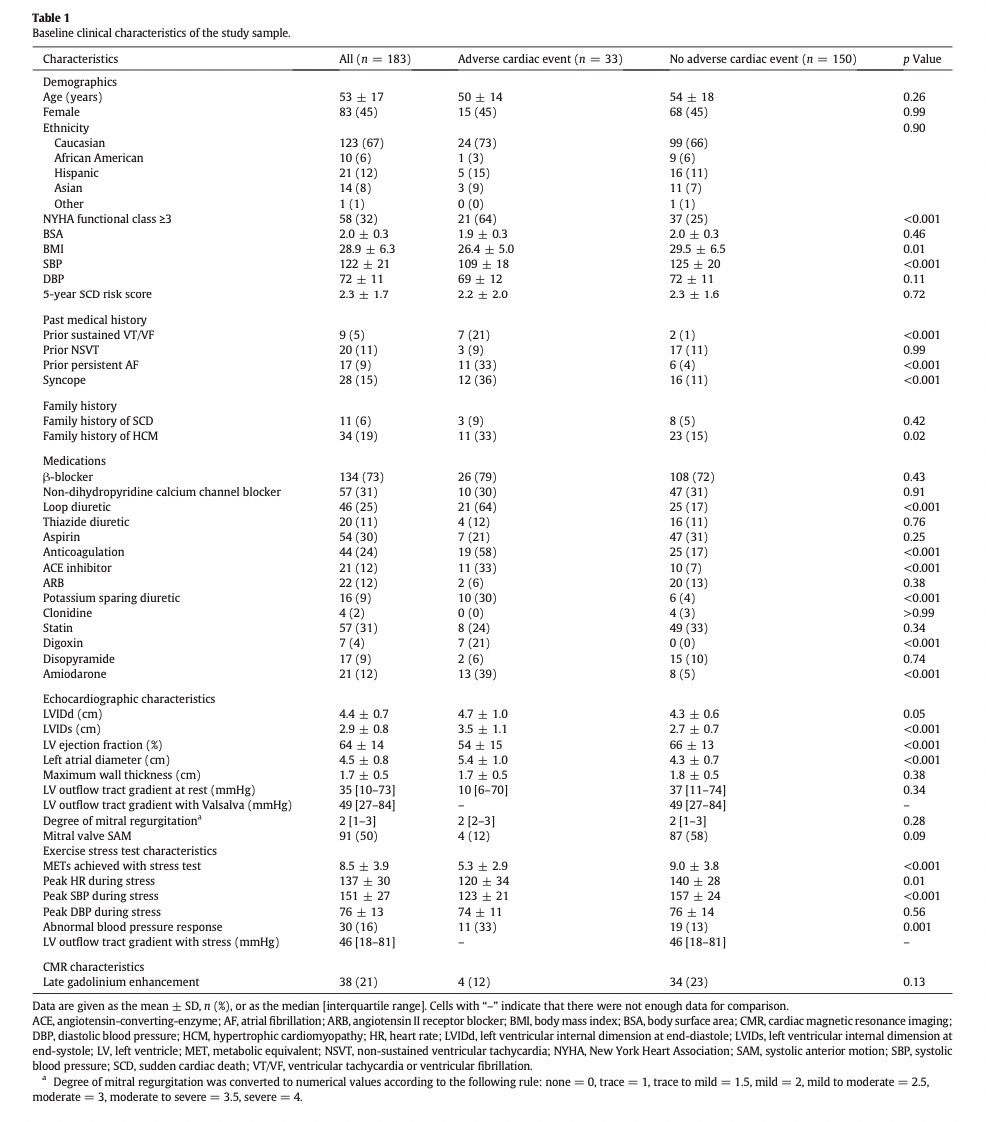 Table 1
Baseline clinical characteristics of the study sample.
Characteristics All (n = 183) Adverse cardiac event (n = 33) No adverse cardiac event (n = 150) p Value
Demographics
Age (years) 53 ± 17 50 ± 14 54 ± 18 0.26
Female 83 (45) 15 (45) 68 (45) 0.99
Ethnicity 0.90
Caucasian 123 (67) 24 (73) 99 (66)
African American 10 (6) 1 (3) 9 (6)
Hispanic 21 (12) 5 (15) 16 (11)
Asian 14 (8) 3 (9) 11 (7)
Other 1 (1) 0 (0) 1 (1)
NYHA functional class ≥3 58 (32) 21 (64) 37 (25) <0.001
BSA 2.0 ± 0.3 1.9 ± 0.3 2.0 ± 0.3 0.46
BMI 28.9 ± 6.3 26.4 ± 5.0 29.5 ± 6.5 0.01
SBP 122 ± 21 109 ± 18 125 ± 20 <0.001
DBP 72 ± 11 69 ± 12 72 ± 11 0.11
5-year SCD risk score 2.3 ± 1.7 2.2 ± 2.0 2.3 ± 1.6 0.72
Past medical history
Prior sustained VT/VF 9 (5) 7 (21) 2 (1) <0.001
Prior NSVT 20 (11) 3 (9) 17 (11) 0.99
Prior persistent AF 17 (9) 11 (33) 6 (4) <0.001
Syncope 28 (15) 12 (36) 16 (11) <0.001
Family history
Family history of SCD 11 (6) 3 (9) 8 (5) 0.42
Family history of HCM 34 (19) 11 (33) 23 (15) 0.02
Medications
β-blocker 134 (73) 26 (79) 108 (72) 0.43
Non-dihydropyridine calcium channel blocker 57 (31) 10 (30) 47 (31) 0.91
Loop diuretic 46 (25) 21 (64) 25 (17) <0.001
Thiazide diuretic 20 (11) 4 (12) 16 (11) 0.76
Aspirin 54 (30) 7 (21) 47 (31) 0.25
Anticoagulation 44 (24) 19 (58) 25 (17) <0.001
ACE inhibitor 21 (12) 11 (33) 10 (7) <0.001
ARB 22 (12) 2 (6) 20 (13) 0.38
Potassium sparing diuretic 16 (9) 10 (30) 6 (4) <0.001
Clonidine 4 (2) 0 (0) 4 (3) >0.99
Statin 57 (31) 8 (24) 49 (33) 0.34
Digoxin 7 (4) 7 (21) 0 (0) <0.001
Disopyramide 17 (9) 2 (6) 15 (10) 0.74
Amiodarone 21 (12) 13 (39) 8 (5) <0.001
Echocardiographic characteristics
LVIDd (cm) 4.4 ± 0.7 4.7 ± 1.0 4.3 ± 0.6 0.05
LVIDs (cm) 2.9 ± 0.8 3.5 ± 1.1 2.7 ± 0.7 <0.001
LV ejection fraction (%) 64 ± 14 54 ± 15 66 ± 13 <0.001
Left atrial diameter (cm) 4.5 ± 0.8 5.4 ± 1.0 4.3 ± 0.7 <0.001
Maximum wall thickness (cm) 1.7 ± 0.5 1.7 ± 0.5 1.8 ± 0.5 0.38
LV outflow tract gradient at rest (mmHg) 35 [10–73] 10 [6–70] 37 [11–74] 0.34
LV outflow tract gradient with Valsalva (mmHg) 49 [27–84] – 49 [27–84] –
Degree of mitral regurgitationa 2 [1–3] 2 [2–3] 2 [1–3] 0.28
Mitral valve SAM 91 (50) 4 (12) 87 (58) 0.09
Exercise stress test characteristics
METs achieved with stress test 8.5 ± 3.9 5.3 ± 2.9 9.0 ± 3.8 <0.001
Peak HR during stress 137 ± 30 120 ± 34 140 ± 28 0.01
Peak SBP during stress 151 ± 27 123 ± 21 157 ± 24 <0.001
Peak DBP during stress 76 ± 13 74 ± 11 76 ± 14 0.56
Abnormal blood pressure response 30 (16) 11 (33) 19 (13) 0.001
LV outflow tract gradient with stress (mmHg) 46 [18–81] – 46 [18–81] –
CMR characteristics
Late gadolinium enhancement 38 (21) 4 (12) 34 (23) 0.13
Data are given as the mean ± SD, n (%), or as the median [interquartile range]. Cells with “–” indicate that there were not enough data for comparison.
ACE, angiotensin-converting-enzyme; AF, atrial fibrillation; ARB, angiotensin II receptor blocker; BMI, body mass index; BSA, body surface area; CMR, cardiac magnetic resonance imaging;
DBP, diastolic blood pressure; HCM, hypertrophic cardiomyopathy; HR, heart rate; LVIDd, left ventricular internal dimension at end-diastole; LVIDs, left ventricular internal dimension at
end-systole; LV, left ventricle; MET, metabolic equivalent; NSVT, non-sustained ventricular tachycardia; NYHA, New York Heart Association; SAM, systolic anterior motion; SBP, systolic
blood pressure; SCD, sudden cardiac death; VT/VF, ventricular tachycardia or ventricular fibrillation.
a Degree of mitral regurgitation was converted to numerical values according to the following rule: none = 0, trace = 1, trace to mild = 1.5, mild = 2, mild to moderate = 2.5,
moderate = 3, moderate to severe = 3.5, severe = 4.